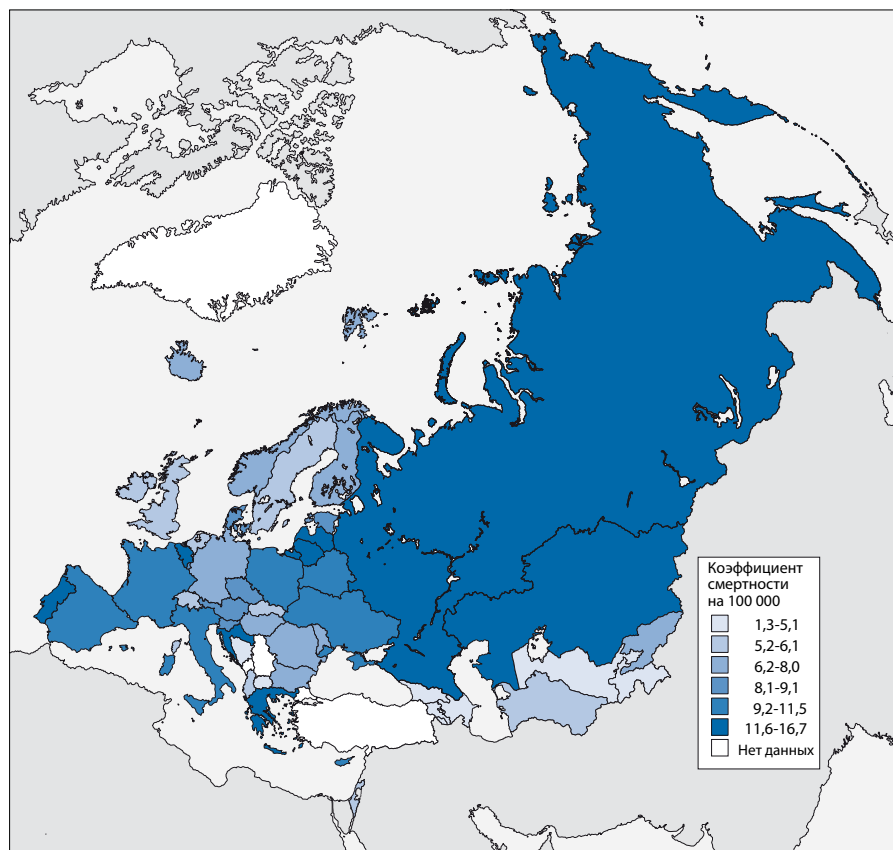 Коэффициент
смертности
на 100 000
1,3-5,1
5,2-6,1
6,2-8,0
8,1-9,1
9,2-11,5
11,6-16,7
Нет данных